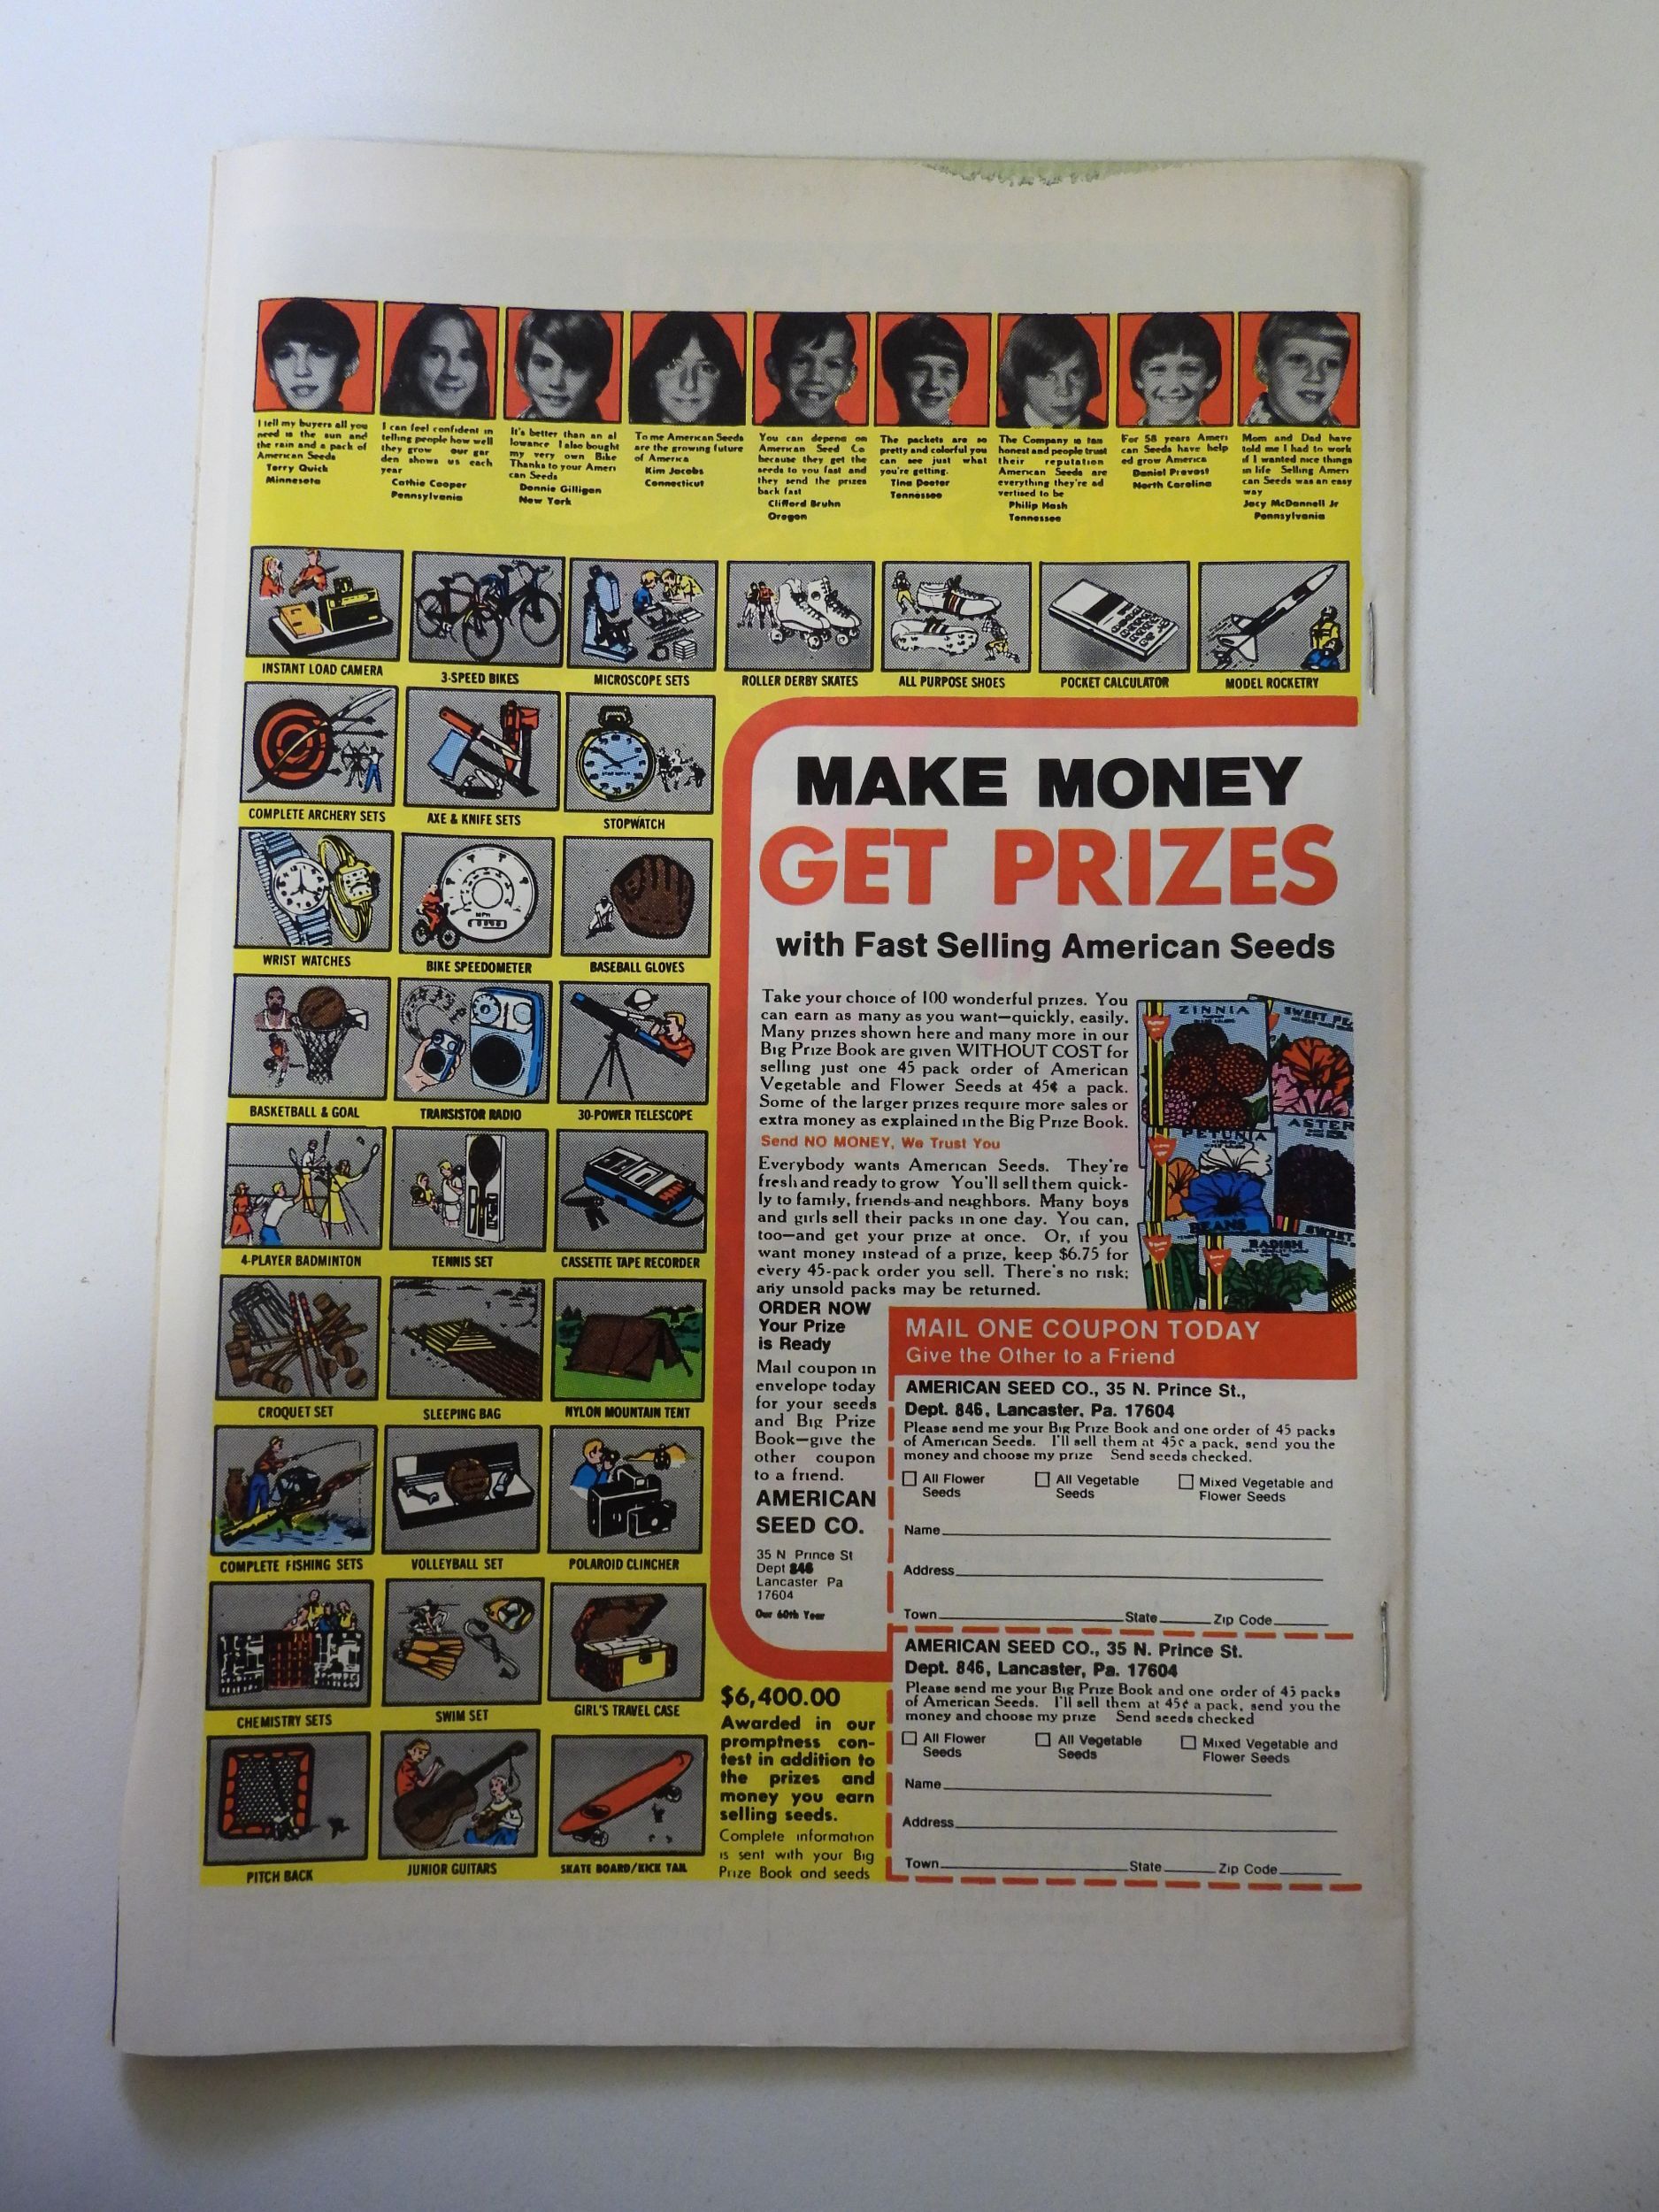 I tell my buyers all you
need is the sun and
the rain and a pack of
American Seeds
Terry Quick
Minnesota
I can feel confident in
telling people how well
they grow our gar
den shows us each
year
Cathie Cooper
Pennsylvania
It's better than an al
lowance I also bought
my very own Bike
Thanks to your Ameri
can Seeds
Donnie Gilligan
New York
To me American Seeds
are the growing future
of America
Kim Jacobs
Connecticut
You can depend on
American Seed Co
because they get the
seeds to you fast and
they send the prizes
back fast
Clifford Bruhn
Oregon
The packets are so
pretty and colorful you
can see just what
you're getting.
Tina Deeter
Tennessee
The Company is
honest and people trust
their reputation
American Seeds are
everything they're ad
vertised to be
Philip Hash
Tennessee
For 58 years Ameri
can Seeds have help
ed grow America
Daniel Prevost
North Carolina
Mom and Dad have
told me I had to work
if I wanted nice things
in life Selling Ameri
can Seeds was an easy
way
Jacy McDannell Jr
Pennsylvania
INSTANT LOAD CAMERA
3-SPEED BIKES
MICROSCOPE SETS
ROLLER DERBY SKATES
ALL PURPOSE SHOES
POCKET CALCULATOR
MODEL ROCKETRY
COMPLETE ARCHERY SETS
AXE & KNIFE SETS
STOPWATCH
WRIST WATCHES
MPH
BIKE SPEEDOMETER
BASEBALL GLOVES
BASKETBALL & GOAL
TRANSISTOR RADIO
30-POWER TELESCOPE
4-PLAYER BADMINTON
TENNIS SET
CASSETTE TAPE RECORDER
CROQUET SET
SLEEPING BAG
NYLON MOUNTAIN TENT
COMPLETE FISHING SETS
VOLLEYBALL SET
POLAROID CLINCHER
CHEMISTRY SETS
SWIM SET
GIRL'S TRAVEL CASE
PITCH BACK
JUNIOR GUITARS
SKATE BOARD/KICK TAIL
MAKE MONEY
GET PRIZES
with Fast Selling American Seeds
Take your choice of 100 wonderful prizes. You
can earn as many as you want—quickly, easily.
Many prizes shown here and many more in our
Big Prize Book are given WITHOUT COST for
selling just one 45 pack order of American
Vegetable and Flower Seeds at 45¢ a pack.
Some of the larger prizes require more sales or
extra money as explained in the Big Prize Book.
Send NO MONEY, We Trust You
Everybody wants American Seeds. They're
fresh and ready to grow You'll sell them quick-
ly to family, friends and neighbors. Many boys
and girls sell their packs in one day. You can,
too—and get your prize at once. Or, if you
want money instead of a prize, keep $6.75 for
every 45-pack order you sell. There's no risk;
any unsold packs may be returned.
ZINNIA
SWEET PE
PETUNIA
ASTER
BEANS
RADISH
SWEET
ORDER NOW
Your Prize
is Ready
Mail coupon in
envelope today
for your seeds
and Big Prize
Book—give the
other coupon
to a friend.
AMERICAN
SEED CO.
35 N Prince St
Dept 846
Lancaster Pa
17604
Our 60th Year
MAIL ONE COUPON TODAY
Give the Other to a Friend
AMERICAN SEED CO., 35 N. Prince St.,
Dept. 846, Lancaster, Pa. 17604
Please send me your Big Prize Book and one order of 45 packs
of American Seeds. I'll sell them at 45¢ a pack, send you the
money and choose my prize Send seeds checked.
All Flower Seeds
All Vegetable Seeds
Mixed Vegetable and Flower Seeds
Name
Address
Town State Zip Code
AMERICAN SEED CO., 35 N. Prince St.
Dept. 846, Lancaster, Pa. 17604
Please send me your Big Prize Book and one order of 45 packs
of American Seeds. I'll sell them at 45¢ a pack, send you the
money and choose my prize Send seeds checked
All Flower Seeds
All Vegetable Seeds
Mixed Vegetable and Flower Seeds
Name
Address
Town State Zip Code
$6,400.00
Awarded in our
promptness con-
test in addition to
the prizes and
money you earn
selling seeds.
Complete information
is sent with your Big
Prize Book and seeds